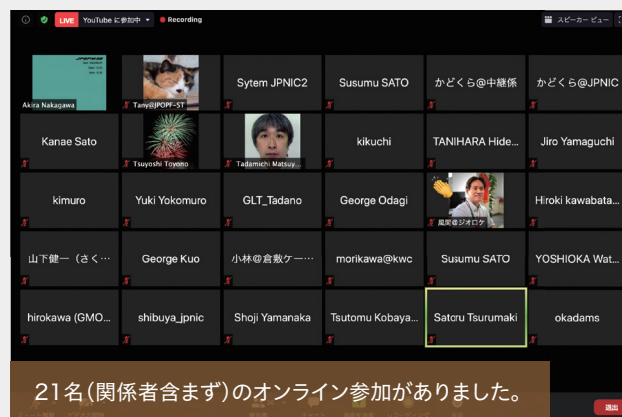 LIVE YouTube に参加中 Recording スピーカー ビュー
JPOPF-ST
Akira Nakagawa Tany@JPOPF-ST Sytem JPNIC2 Susumu SATO かどくら@中継係 かどくら@JPNIC
Kanae Sato Tsuyoshi Toyono Tadamichi Matsuy... kikuchi TANIHARA Hide... Jiro Yamaguchi
kimuro Yuki Yokomuro GLT_Tadano George Odagi 風間@ジオロケ Hiroki kawabata...
山下健一（さく… George Kuo 小林@倉敷ケー… morikawa@kwc Susumu SATO YOSHIOKA Wat...
hirokawa (GMO... shibuya_jpnic Shoji Yamanaka Tsutomu Kobaya... Satoru Tsurumaki okadams
21名(関係者含まず)のオンライン参加がありました。
退出